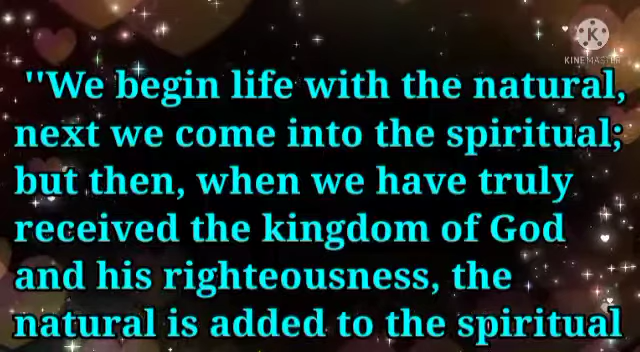 KINEMASTER
''We begin life with the natural,
next we come into the spiritual;
but then, when we have truly
received the kingdom of God
and his righteousness, the
natural is added to the spiritual